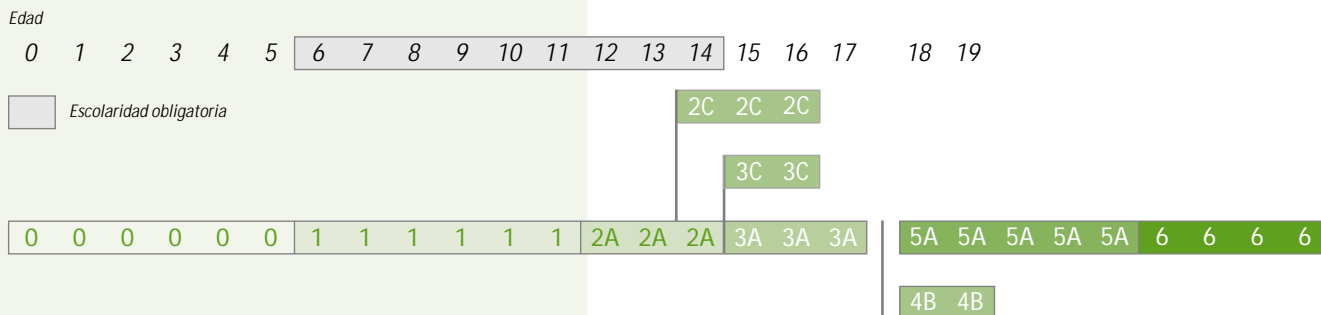 Edad
0 1 2 3 4 5 6 7 8 9 10 11 12 13 14 15 16 17 18 19
Escolaridad obligatoria
2C 2C 2C
3C 3C
0 0 0 0 0 0 1 1 1 1 1 1 2A 2A 2A 3A 3A 3A 5A 5A 5A 5A 5A 6 6 6 6
4B 4B